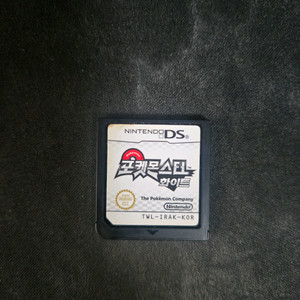 NINTENDO DS
포켓몬스터
화이트
The Pokémon Company
Nintendo
TWL-IRAK-KOR